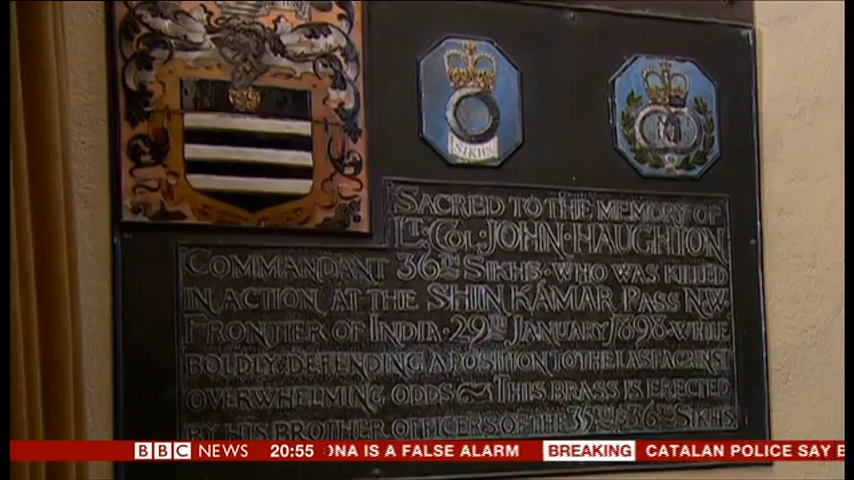 SIKHS
SACRED TO THE MEMORY OF
LT. COL. JOHN HAUGHTON
COMMANDANT 36TH SIKHS · WHO WAS KILLED
IN ACTION AT THE SHIN KÁMÁR PASS N.W.
FRONTIER OF INDIA · 29TH JANUARY 1898 · WHILE
BOLDLY DEFENDING A POSITION TO THE LAST AGAINST
OVERWHELMING ODDS ~ THIS BRASS IS ERECTED
BY HIS BROTHER OFFICERS OF THE 35TH & 36TH SIKHS
BBC NEWS 20:55 ONA IS A FALSE ALARM BREAKING CATALAN POLICE SAY